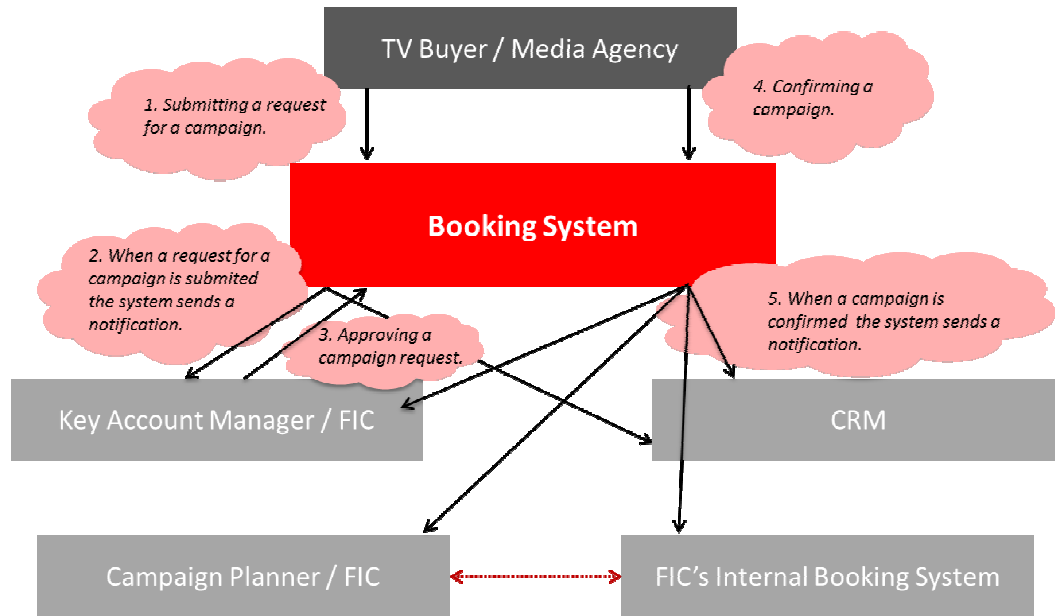 TV Buyer / Media Agency
1. Submitting a request
for a campaign.
4. Confirming a
campaign.
Booking System
2. When a request for a
campaign is submited
the system sends a
notification.
3. Approving a
campaign request.
5. When a campaign is
confirmed  the system sends a
notification.
Key Account Manager / FIC
CRM
Campaign Planner / FIC
FIC’s Internal Booking System